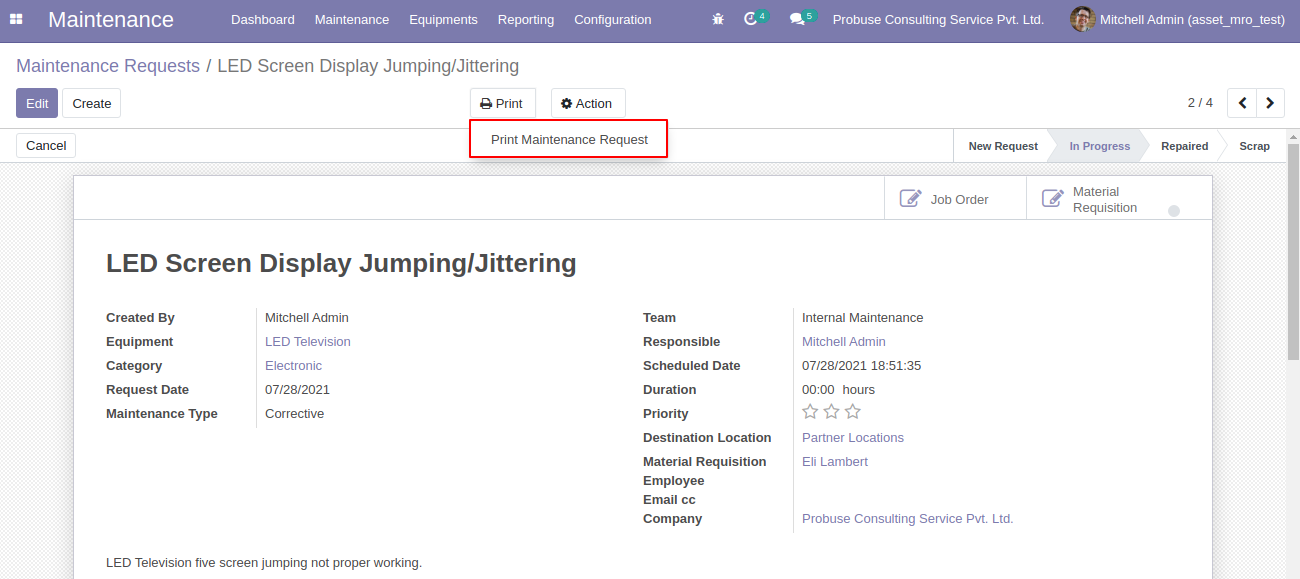 Maintenance Dashboard Maintenance Equipments Reporting Configuration 4 5 Probuse Consulting Service Pvt. Ltd. Mitchell Admin (asset_mro_test)
Maintenance Requests / LED Screen Display Jumping/Jittering
Edit Create Print Action 2 / 4
Print Maintenance Request
Cancel New Request In Progress Repaired Scrap
Job Order Material
Requisition
LED Screen Display Jumping/Jittering
Created By Mitchell Admin
Equipment LED Television
Category Electronic
Request Date 07/28/2021
Maintenance Type Corrective
Team Internal Maintenance
Responsible Mitchell Admin
Scheduled Date 07/28/2021 18:51:35
Duration 00:00 hours
Priority
Destination Location Partner Locations
Material Requisition Eli Lambert
Employee
Email cc
Company Probuse Consulting Service Pvt. Ltd.
LED Television five screen jumping not proper working.